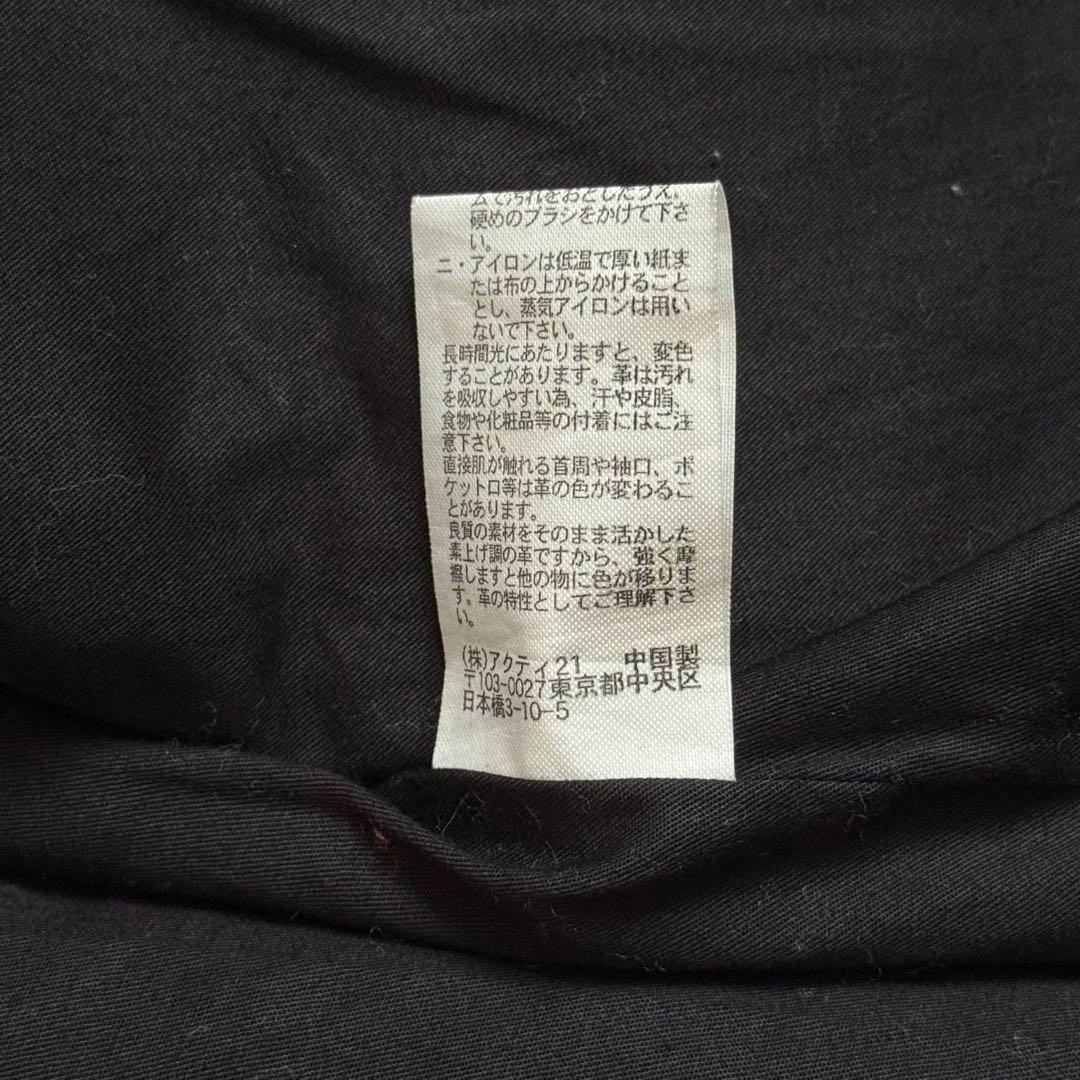 ムで汚れをおとしたうえ、
硬めのブラシをかけて下さ
い。
ニ・アイロンは低温で厚い紙ま
たは布の上からかけること
とし、蒸気アイロンは用い
ないで下さい。
長時間光にあたりますと、変色
することがあります。革は汚れ
を吸収しやすい為、汗や皮脂、
食物や化粧品等の付着にはご注
意下さい。
直接肌が触れる首周や袖口、ポ
ケット口等は革の色が変わるこ
とがあります。
良質の素材をそのまま活かした
素上げ調の革ですから、強く摩
擦しますと他の物に色が移りま
す。革の特性としてご理解下さ
い。
(株)アクティ21 中国製
〒103-0027東京都中央区
日本橋3-10-5